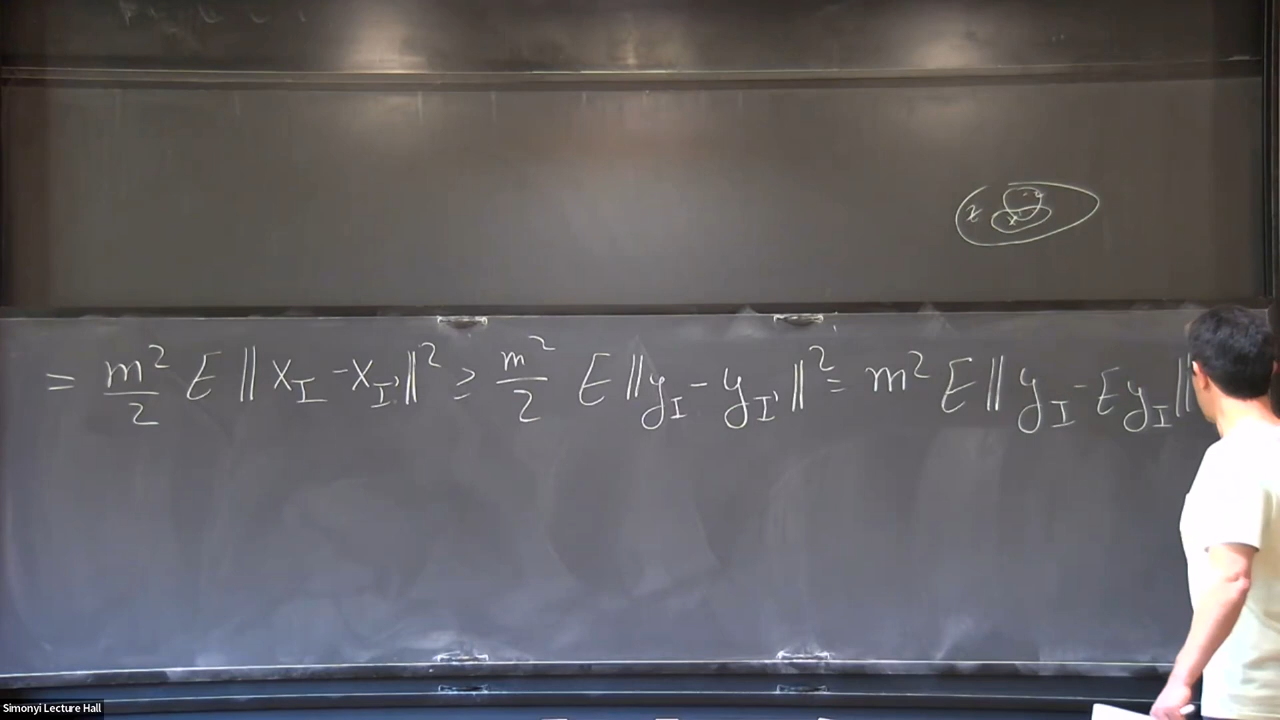 = m²/2 E ‖x_I - x_I'‖² ≥ m²/2 E ‖y_I - y_I'‖² = m² E ‖y_I - E y_I‖
Simonyi Lecture Hall